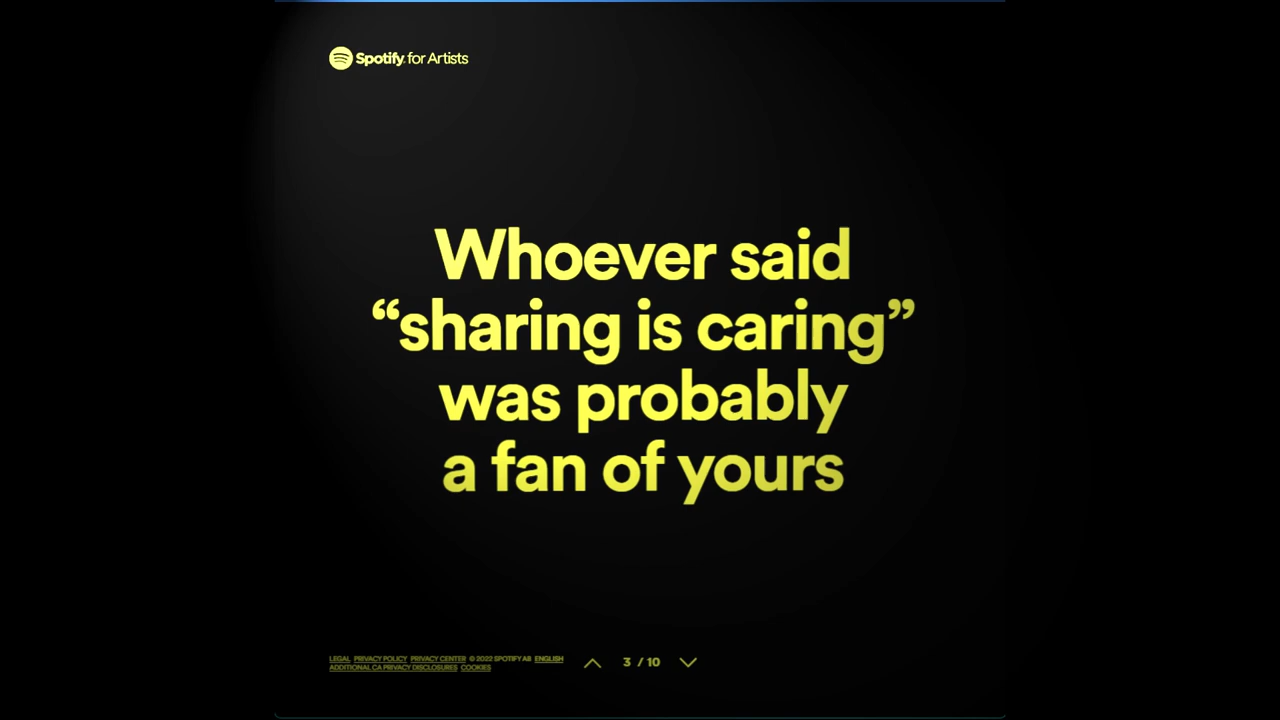 Spotify for Artists
Whoever said
“sharing is caring”
was probably
a fan of yours
LEGAL PRIVACY POLICY PRIVACY CENTER © 2022 SPOTIFY AB ENGLISH
ADDITIONAL CA PRIVACY DISCLOSURES COOKIES
3 / 10